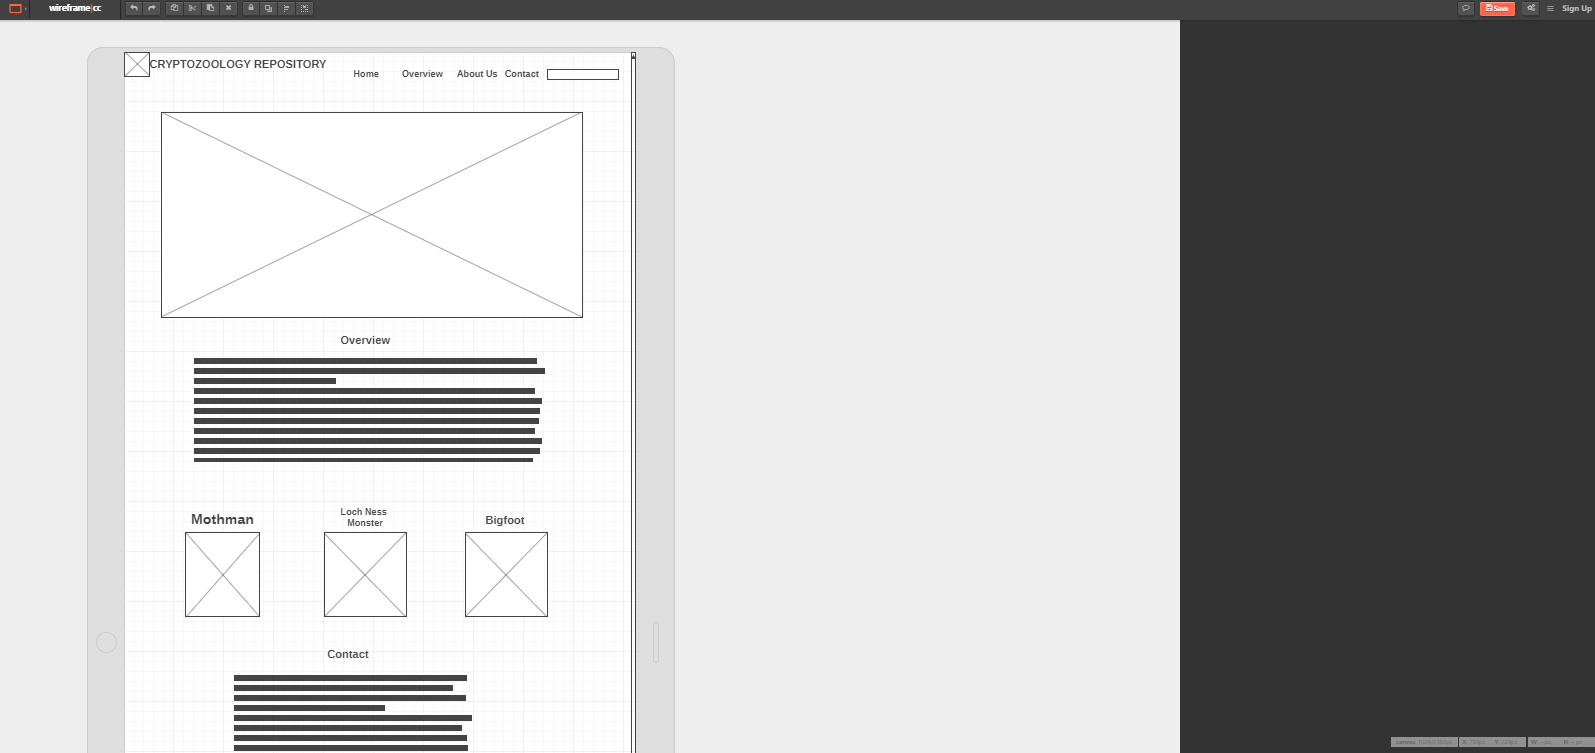 wireframe|cc
Save
Sign Up
CRYPTOZOOLOGY REPOSITORY
Home Overview About Us Contact
Overview
Mothman
Loch Ness
Monster
Bigfoot
Contact